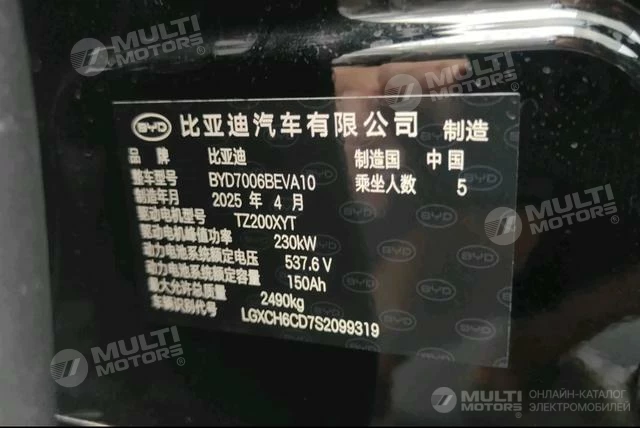 BYD 比亚迪汽车有限公司 制造
品牌 比亚迪 制造国 中国
整车型号 BYD7006BEVA10 乘坐人数 5
制造年月 2025 年 4 月
驱动电机型号 TZ200XYT
驱动电机峰值功率 230kW
动力电池系统额定电压 537.6 V
动力电池系统额定容量 150Ah
最大允许总质量 2490kg
车辆识别代号 LGXCH6CD7S2099319
MULTI MOTORS
MULTI MOTORS
MULTI MOTORS
MULTI MOTORS
MULTI MOTORS
MULTI MOTORS ОНЛАЙН-КАТАЛОГ ЭЛЕКТРОМОБИЛЕЙ